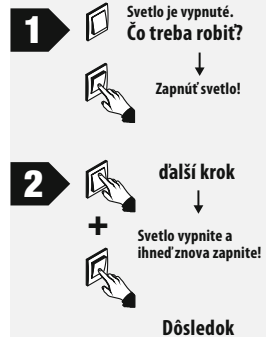 1
Svetlo je vypnuté.
Čo treba robiť?
↓
Zapnúť svetlo!
2
ďalší krok
↓
+
Svetlo vypnite a
ihneď znova zapnite!
Dôsledok